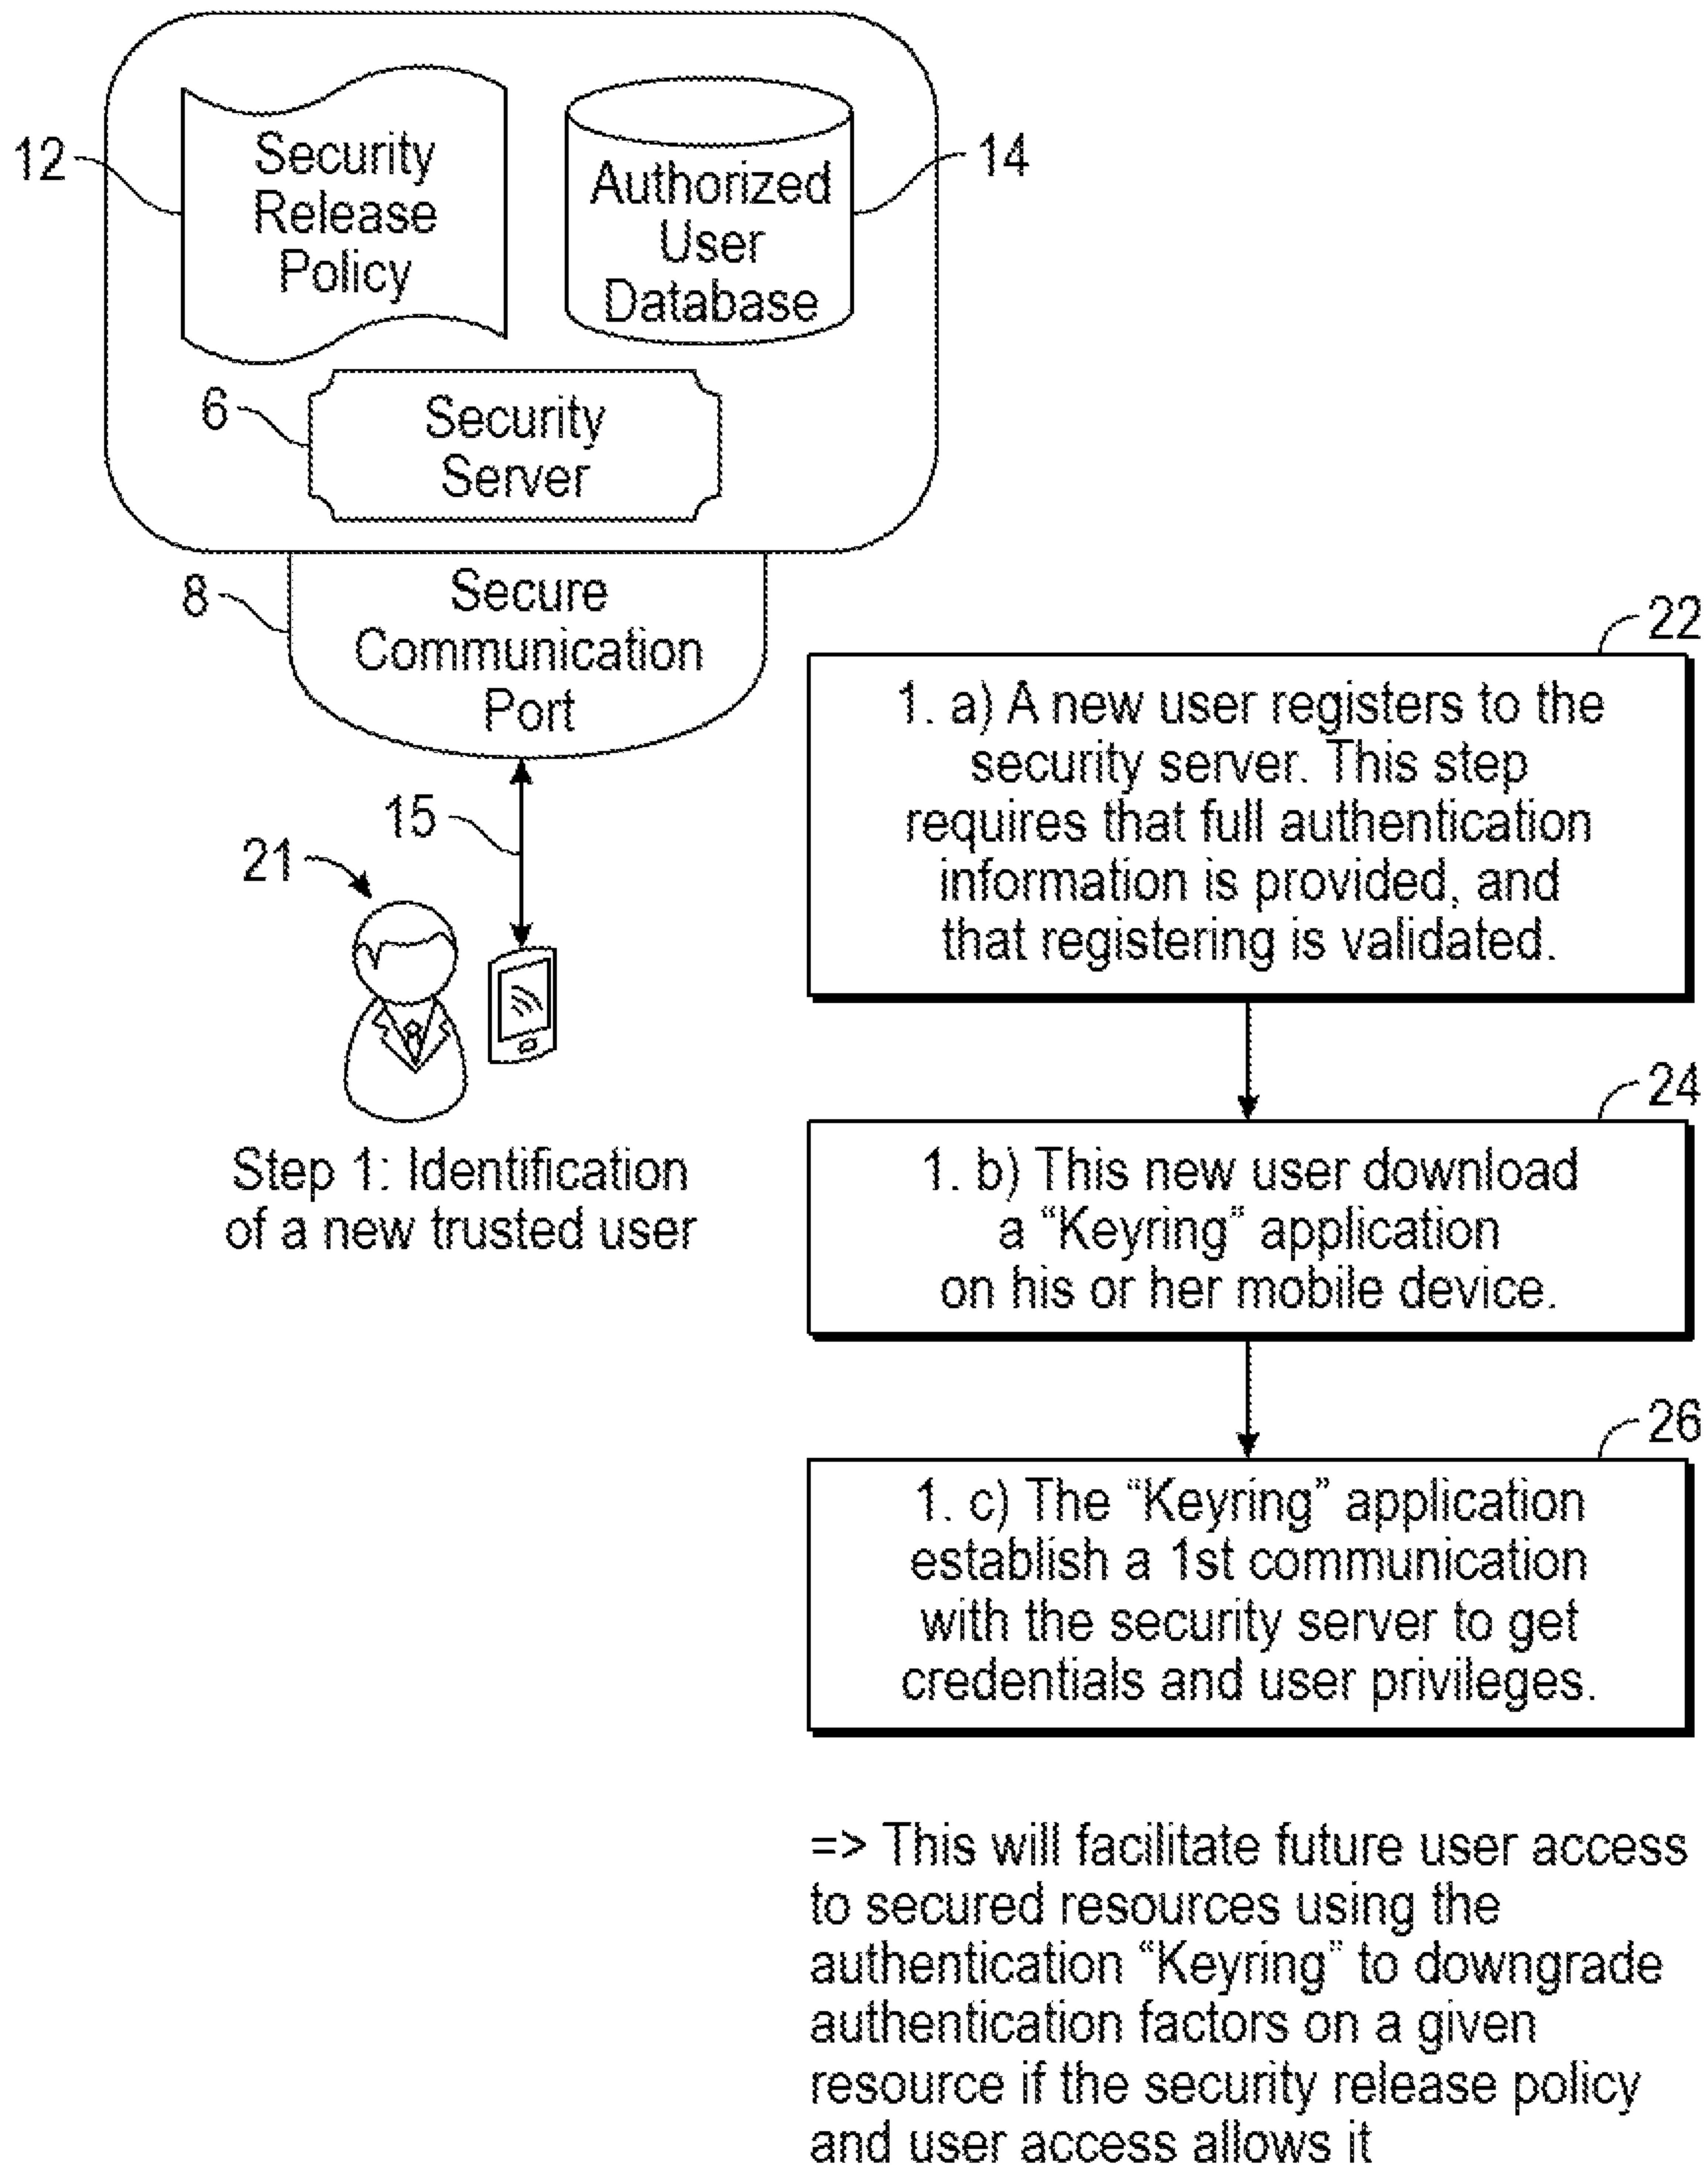 12
Security
Release
Policy
Authorized
User
Database
14
6
Security
Server
8
Secure
Communication
Port
15
21
Step 1: Identification
of a new trusted user
22
1. a) A new user registers to the
security server. This step
requires that full authentication
information is provided, and
that registering is validated.
24
1. b) This new user download
a “Keyring” application
on his or her mobile device.
26
1. c) The “Keyring” application
establish a 1st communication
with the security server to get
credentials and user privileges.
=> This will facilitate future user access
to secured resources using the
authentication “Keyring” to downgrade
authentication factors on a given
resource if the security release policy
and user access allows it